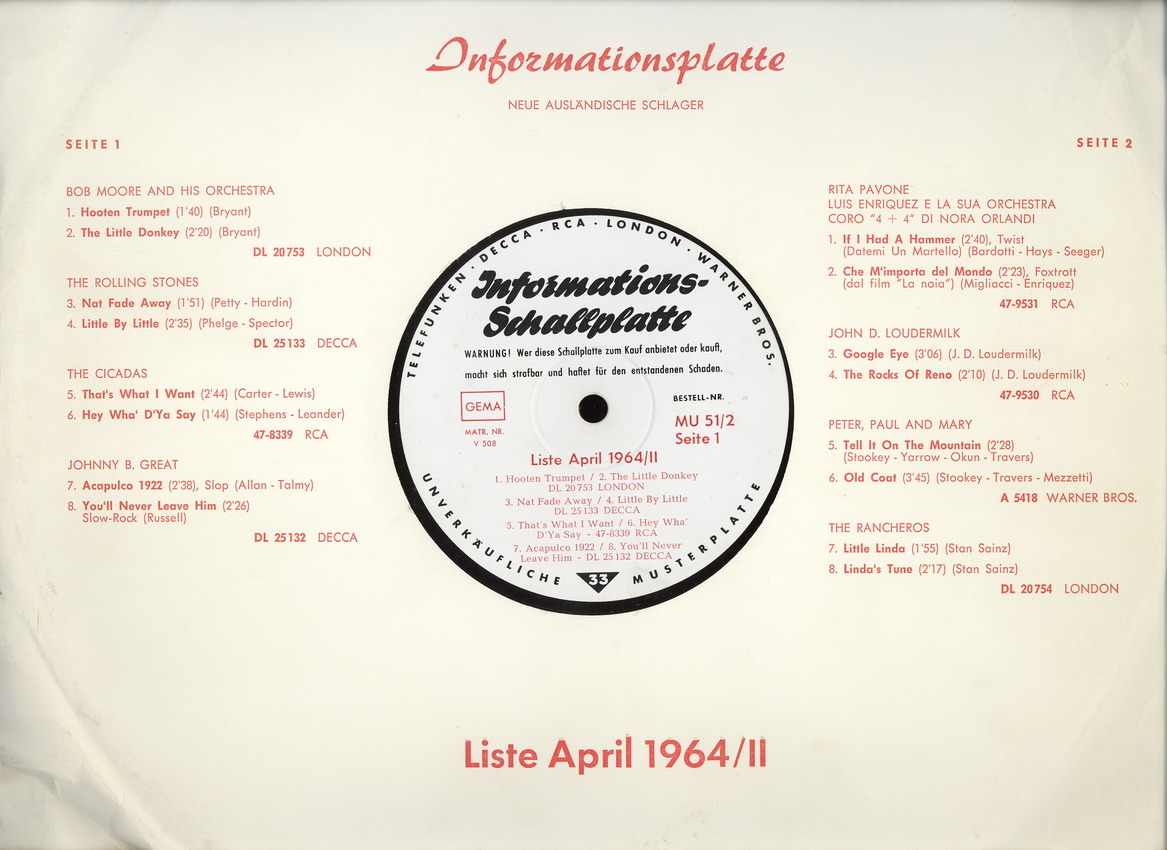 Informationsplatte
NEUE AUSLÄNDISCHE SCHLAGER
SEITE 1
BOB MOORE AND HIS ORCHESTRA
1. Hooten Trumpet (1'40) (Bryant)
2. The Little Donkey (2'20) (Bryant)
DL 20753 LONDON
THE ROLLING STONES
3. Nat Fade Away (1'51) (Petty - Hardin)
4. Little By Little (2'35) (Phelge - Spector)
DL 25133 DECCA
THE CICADAS
5. That's What I Want (2'44) (Carter - Lewis)
6. Hey Wha' D'Ya Say (1'44) (Stephens - Leander)
47-8339 RCA
JOHNNY B. GREAT
7. Acapulco 1922 (2'38), Slop (Allan - Talmy)
8. You'll Never Leave Him (2'26)
Slow-Rock (Russell)
DL 25132 DECCA
TELEFUNKEN · DECCA · RCA · LONDON · WARNER BROS.
Informations-
Schallplatte
WARNUNG! Wer diese Schallplatte zum Kauf anbietet oder kauft,
macht sich strafbar und haftet für den entstandenen Schaden.
GEMA
MATR. NR.
V 508
BESTELL-NR.
MU 51/2
Seite 1
Liste April 1964/II
1. Hooten Trumpet / 2. The Little Donkey
DL 20753 LONDON
3. Nat Fade Away / 4. Little By Little
DL 25133 DECCA
5. That's What I Want / 6. Hey Wha'
D'Ya Say - 47-8339 RCA
7. Acapulco 1922 / 8. You'll Never
Leave Him - DL 25132 DECCA
UNVERKÄUFLICHE 33 MUSTERPLATTE
SEITE 2
RITA PAVONE
LUIS ENRIQUEZ E LA SUA ORCHESTRA
CORO "4 + 4" DI NORA ORLANDI
1. If I Had A Hammer (2'40), Twist
(Datemi Un Martello) (Bardotti - Hays - Seeger)
2. Che M'importa del Mondo (2'23), Foxtrott
(dal film "La noia") (Migliacci - Enriquez)
47-9531 RCA
JOHN D. LOUDERMILK
3. Google Eye (3'06) (J. D. Loudermilk)
4. The Rocks Of Reno (2'10) (J. D. Loudermilk)
47-9530 RCA
PETER, PAUL AND MARY
5. Tell It On The Mountain (2'28)
(Stookey - Yarrow - Okun - Travers)
6. Old Coat (3'45) (Stookey - Travers - Mezzetti)
A 5418 WARNER BROS.
THE RANCHEROS
7. Little Linda (1'55) (Stan Sainz)
8. Linda's Tune (2'17) (Stan Sainz)
DL 20754 LONDON
Liste April 1964/II